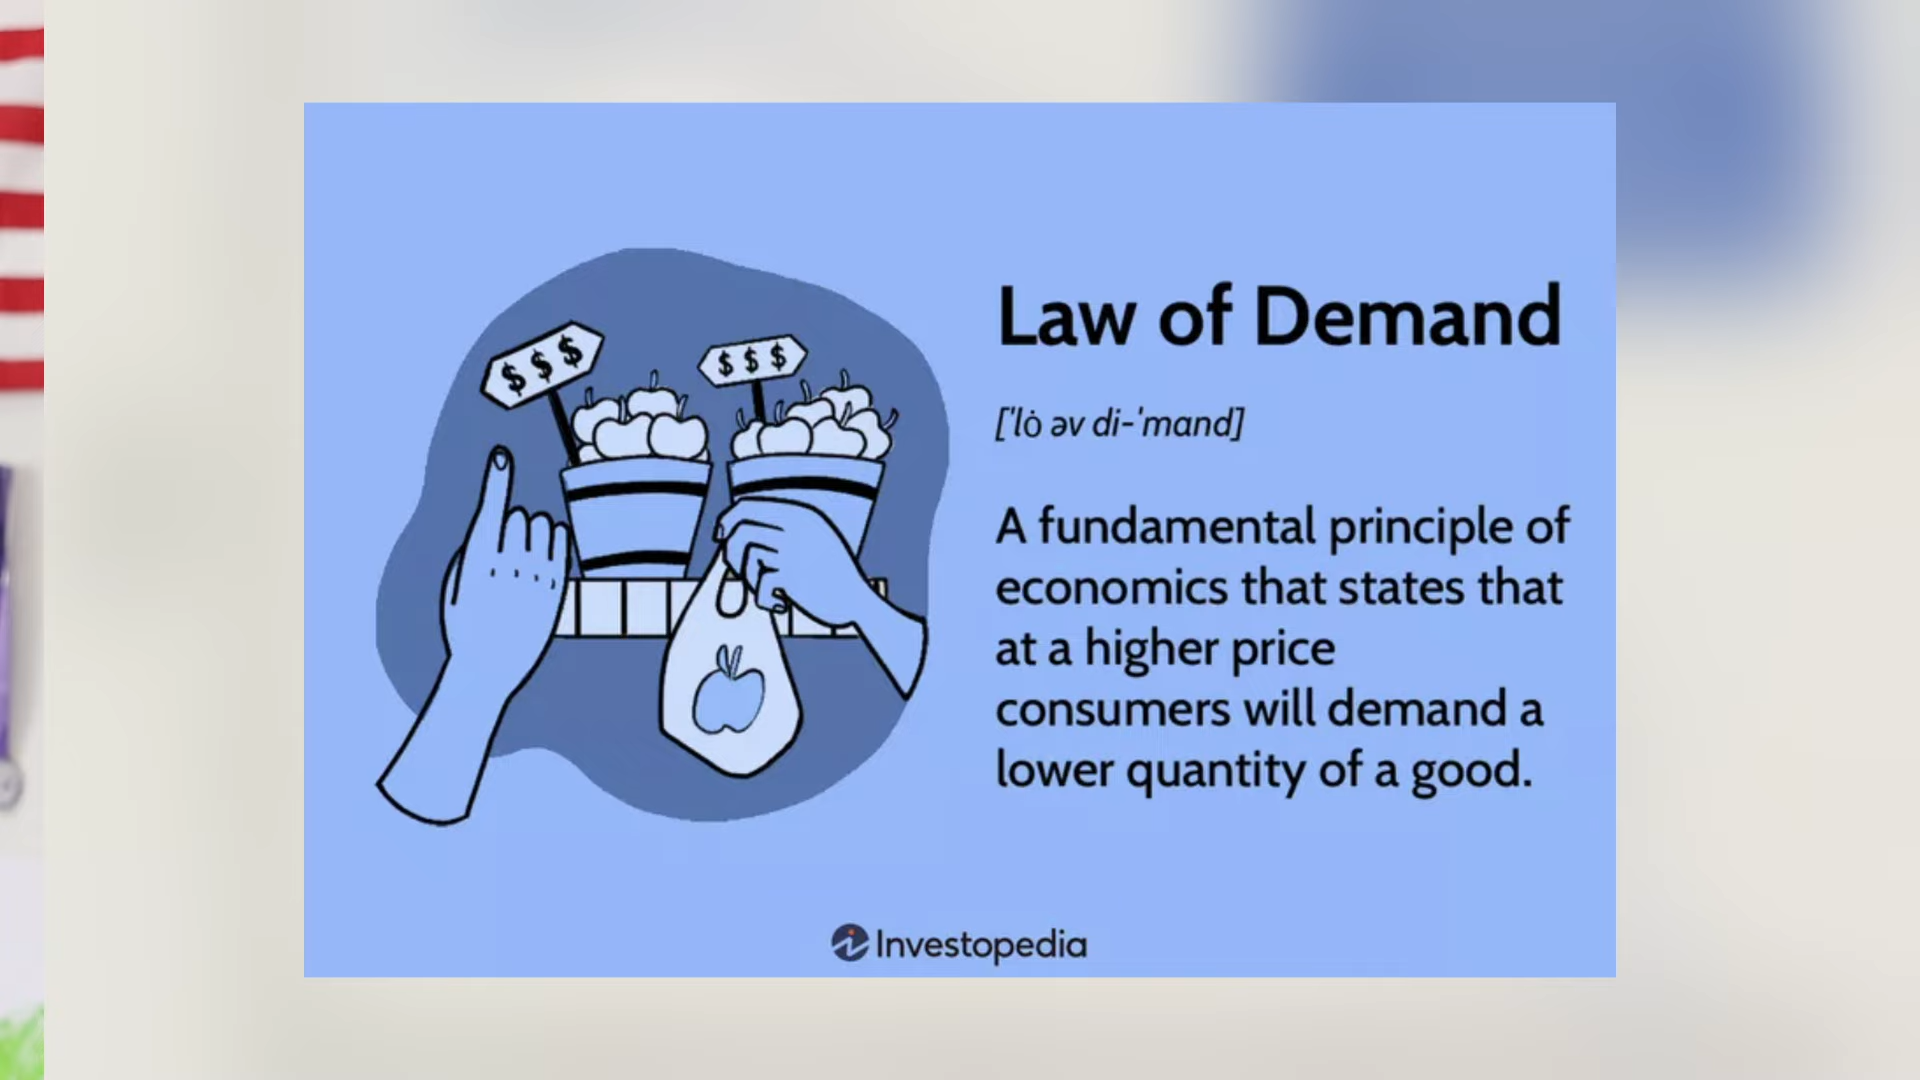 $ $ $
$ $ $
Law of Demand
['lȯ əv di-'mand]
A fundamental principle of
economics that states that
at a higher price
consumers will demand a
lower quantity of a good.
Investopedia